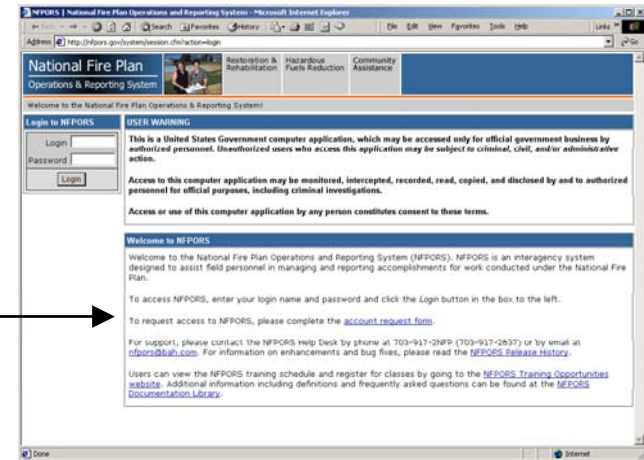 NFPORS | National Fire Plan Operations and Reporting System - Microsoft Internet Explorer
Search Favorites History File Edit View Favorites Tools Help Links
Address http://nfpors.gov/system/session.cfm?action=login Go
National Fire Plan
Operations & Reporting System
Restoration & Rehabilitation
Hazardous Fuels Reduction
Community Assistance
Welcome to the National Fire Plan Operations & Reporting System!
Login to NFPORS
Login
Password
Login
USER WARNING
This is a United States Government computer application, which may be accessed only for official government business by
authorized personnel. Unauthorized users who access this application may be subject to criminal, civil, and/or administrative
action.
Access to this computer application may be monitored, intercepted, recorded, read, copied, and disclosed by and to authorized
personnel for official purposes, including criminal investigations.
Access or use of this computer application by any person constitutes consent to these terms.
Welcome to NFPORS
Welcome to the National Fire Plan Operations and Reporting System (NFPORS). NFPORS is an interagency system
designed to assist field personnel in managing and reporting accomplishments for work conducted under the National Fire
Plan.
To access NFPORS, enter your login name and password and click the Login button in the box to the left.
To request access to NFPORS, please complete the account request form.
For support, please contact the NFPORS Help Desk by phone at 703-917-2NFP (703-917-2637) or by email at
nfpors@bah.com. For information on enhancements and bug fixes, please read the NFPORS Release History.
Users can view the NFPORS training schedule and register for classes by going to the NFPORS Training Opportunities
website. Additional information including definitions and frequently asked questions can be found at the NFPORS
Documentation Library.
Done
Internet